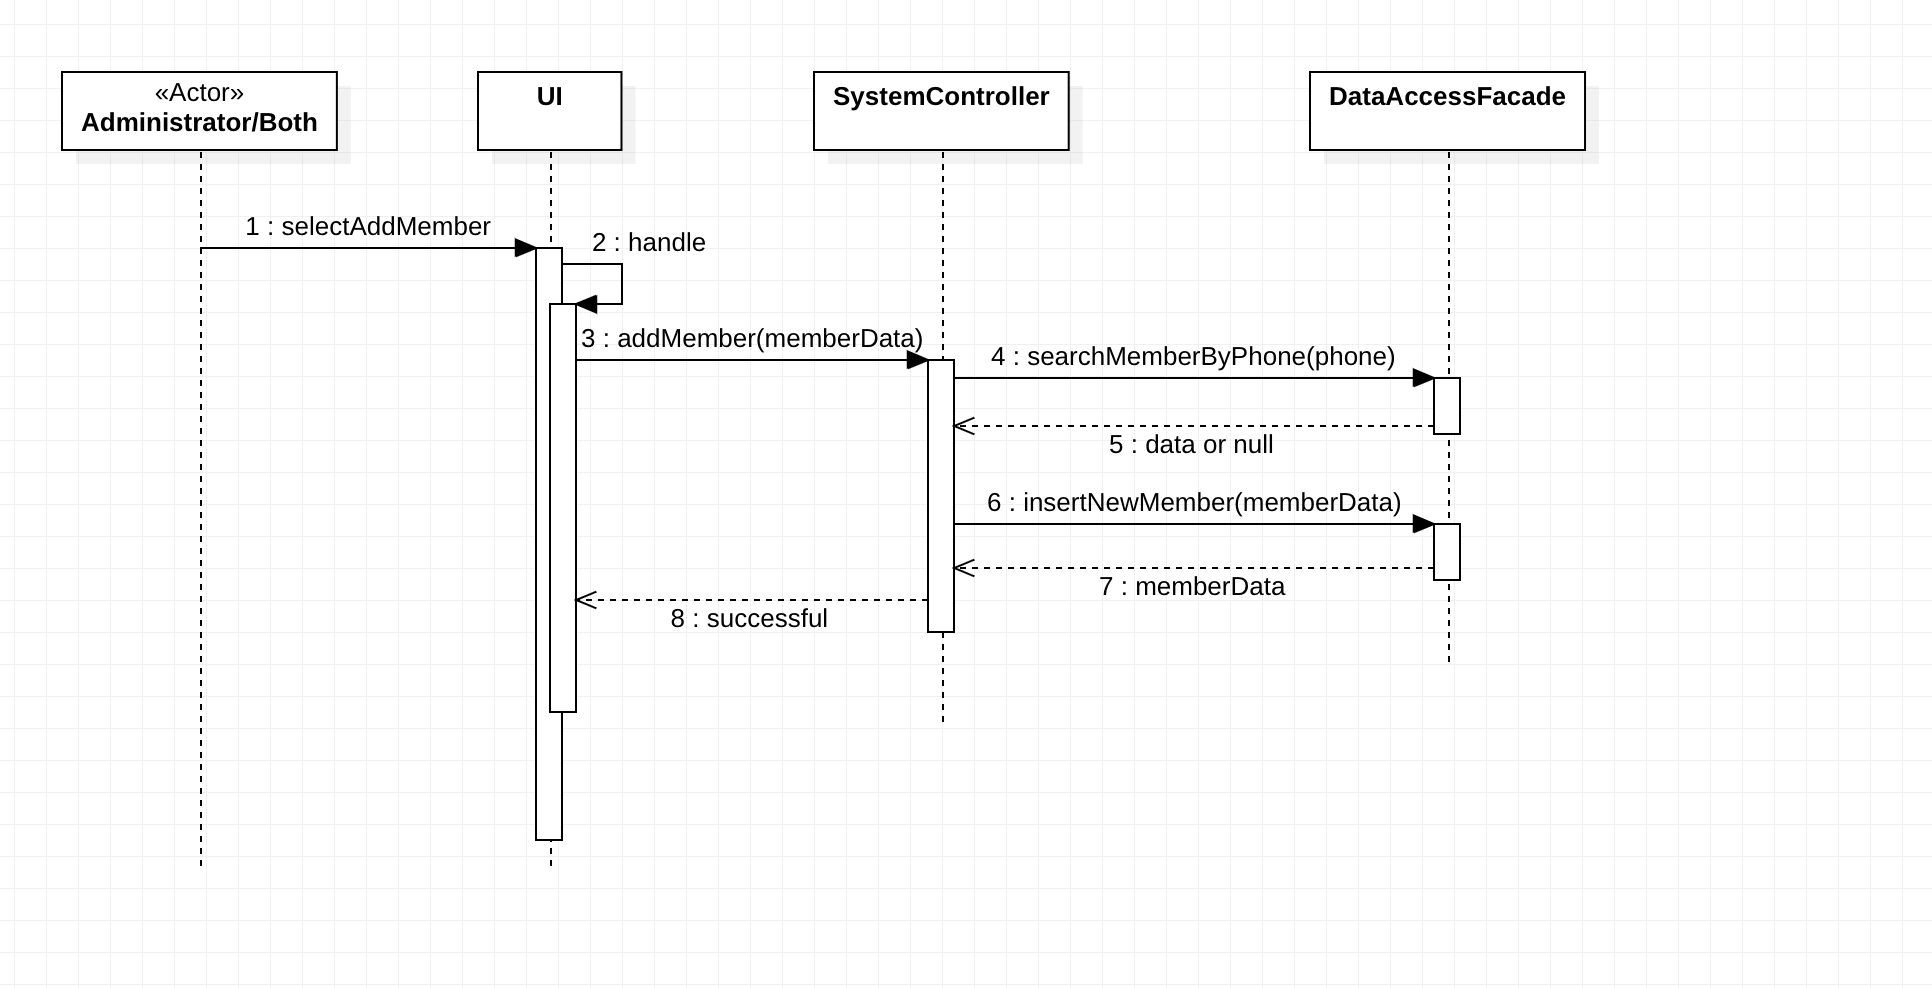 «Actor»
Administrator/Both
UI
SystemController
DataAccessFacade
1 : selectAddMember
2 : handle
3 : addMember(memberData)
4 : searchMemberByPhone(phone)
5 : data or null
6 : insertNewMember(memberData)
7 : memberData
8 : successful